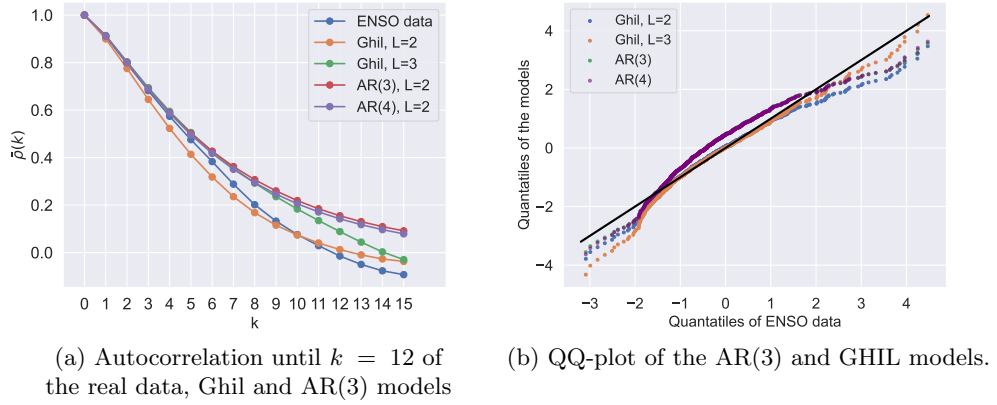 1.0
0.8
0.6
0.4
0.2
0.0
ρ̄(k)
0 1 2 3 4 5 6 7 8 9 10 11 12 13 14 15
k
ENSO data
Ghil, L=2
Ghil, L=3
AR(3), L=2
AR(4), L=2
(a) Autocorrelation until k = 12 of
the real data, Ghil and AR(3) models
4
2
0
−2
−4
Quantatiles of the models
−3 −2 −1 0 1 2 3 4
Quantatiles of ENSO data
Ghil, L=2
Ghil, L=3
AR(3)
AR(4)
(b) QQ-plot of the AR(3) and GHIL models.